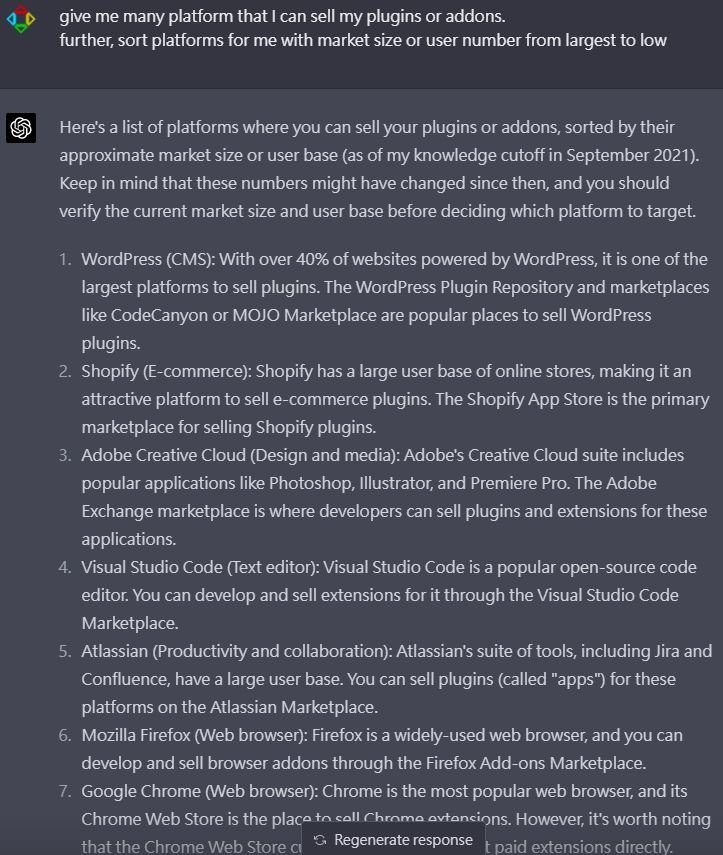 give me many platform that I can sell my plugins or addons.
further, sort platforms for me with market size or user number from largest to low
Here's a list of platforms where you can sell your plugins or addons, sorted by their
approximate market size or user base (as of my knowledge cutoff in September 2021).
Keep in mind that these numbers might have changed since then, and you should
verify the current market size and user base before deciding which platform to target.
1. WordPress (CMS): With over 40% of websites powered by WordPress, it is one of the
largest platforms to sell plugins. The WordPress Plugin Repository and marketplaces
like CodeCanyon or MOJO Marketplace are popular places to sell WordPress
plugins.
2. Shopify (E-commerce): Shopify has a large user base of online stores, making it an
attractive platform to sell e-commerce plugins. The Shopify App Store is the primary
marketplace for selling Shopify plugins.
3. Adobe Creative Cloud (Design and media): Adobe's Creative Cloud suite includes
popular applications like Photoshop, Illustrator, and Premiere Pro. The Adobe
Exchange marketplace is where developers can sell plugins and extensions for these
applications.
4. Visual Studio Code (Text editor): Visual Studio Code is a popular open-source code
editor. You can develop and sell extensions for it through the Visual Studio Code
Marketplace.
5. Atlassian (Productivity and collaboration): Atlassian's suite of tools, including Jira and
Confluence, have a large user base. You can sell plugins (called "apps") for these
platforms on the Atlassian Marketplace.
6. Mozilla Firefox (Web browser): Firefox is a widely-used web browser, and you can
develop and sell browser addons through the Firefox Add-ons Marketplace.
7. Google Chrome (Web browser): Chrome is the most popular web browser, and its
Chrome Web Store is the place to sell Chrome extensions. However, it's worth noting
that the Chrome Web Store paid extensions directly.
Regenerate response